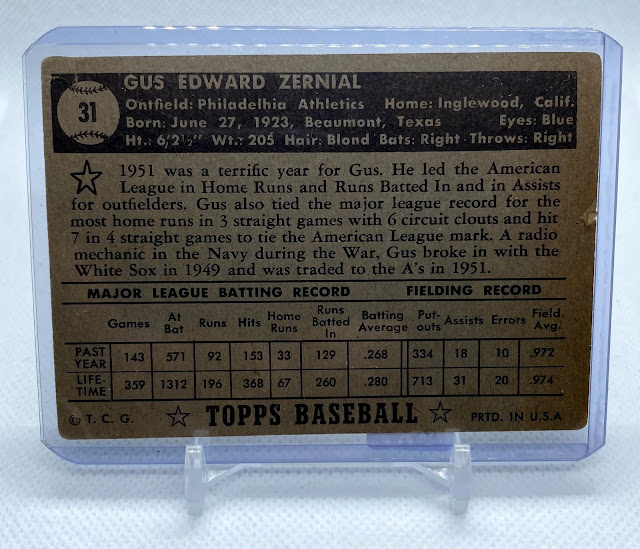 31
GUS EDWARD ZERNIAL
Outfield: Philadelhia Athletics Home: Inglewood, Calif.
Born: June 27, 1923, Beaumont, Texas Eyes: Blue
Ht.: 6/2½" Wt.: 205 Hair: Blond Bats: Right Throws: Right
1951 was a terrific year for Gus. He led the American
League in Home Runs and Runs Batted In and in Assists
for outfielders. Gus also tied the major league record for the
most home runs in 3 straight games with 6 circuit clouts and hit
7 in 4 straight games to tie the American League mark. A radio
mechanic in the Navy during the War, Gus broke in with the
White Sox in 1949 and was traded to the A's in 1951.
MAJOR LEAGUE BATTING RECORD FIELDING RECORD
Games At Bat Runs Hits Home Runs Runs Batted In Batting Average Put-outs Assists Errors Field. Avg.
PAST YEAR 143 571 92 153 33 129 .268 334 18 10 .972
LIFE-TIME 359 1312 196 368 67 260 .280 713 31 20 .974
© T. C. G. TOPPS BASEBALL PRTD. IN U.S.A